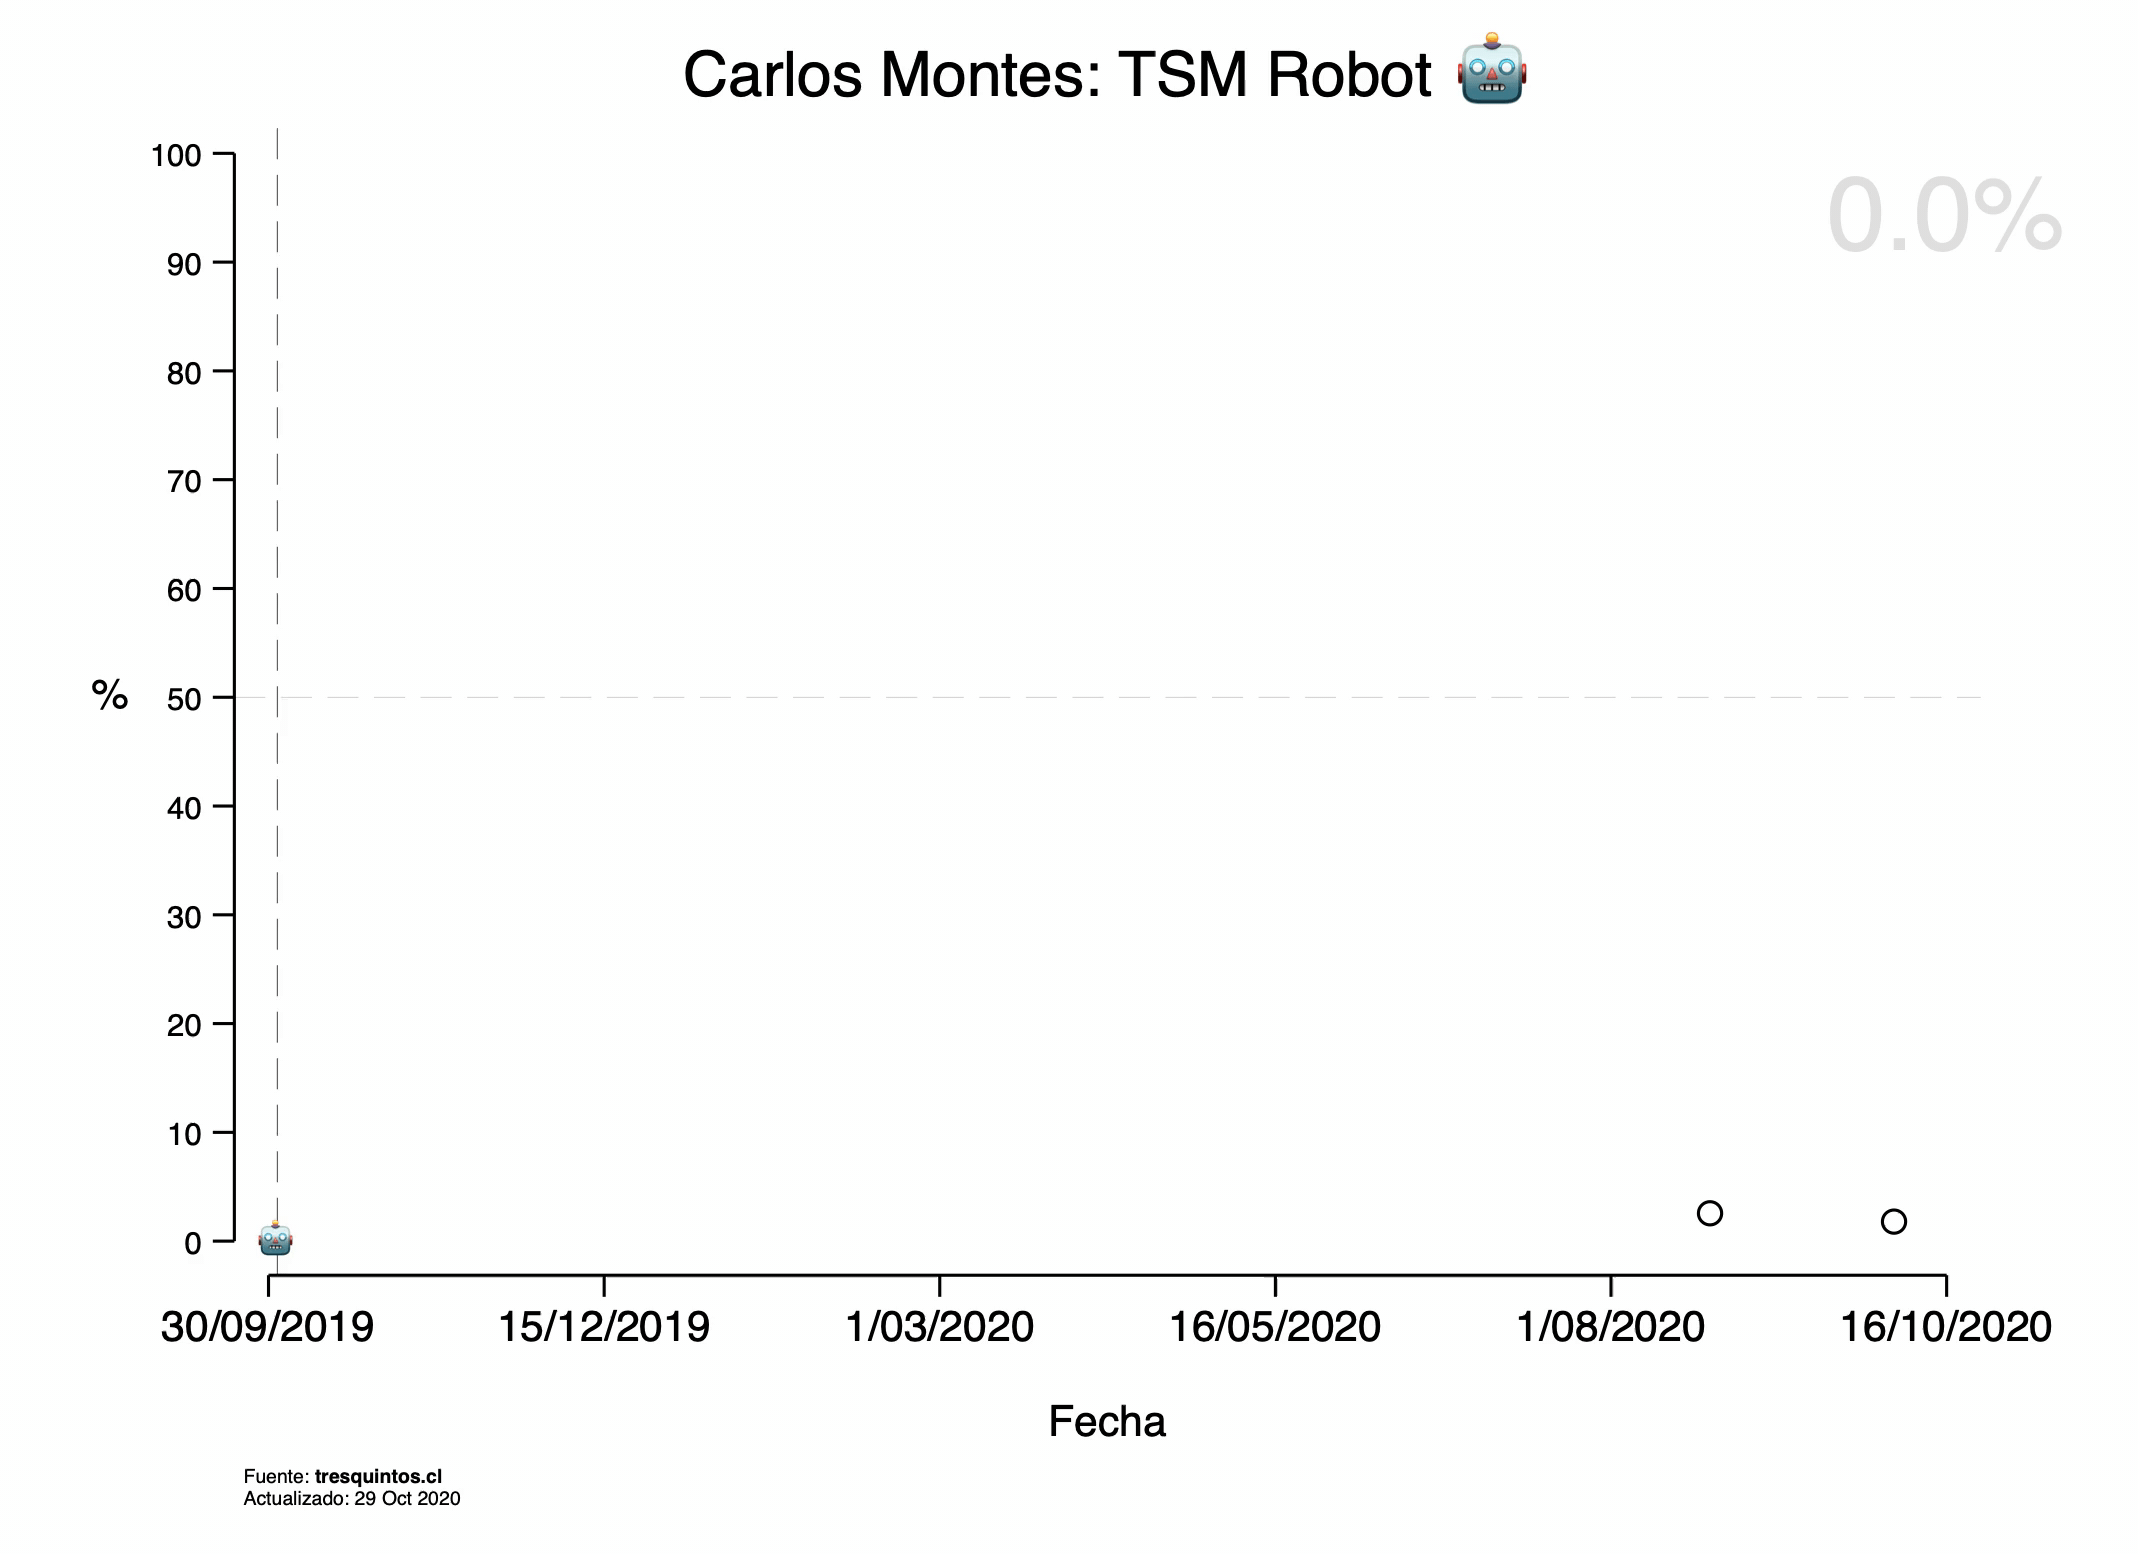 Carlos Montes: TSM Robot 🤖
0.0%
100
90
80
70
60
50
40
30
20
10
0
%
30/09/2019 15/12/2019 1/03/2020 16/05/2020 1/08/2020 16/10/2020
Fecha
Fuente: tresquintos.cl
Actualizado: 29 Oct 2020